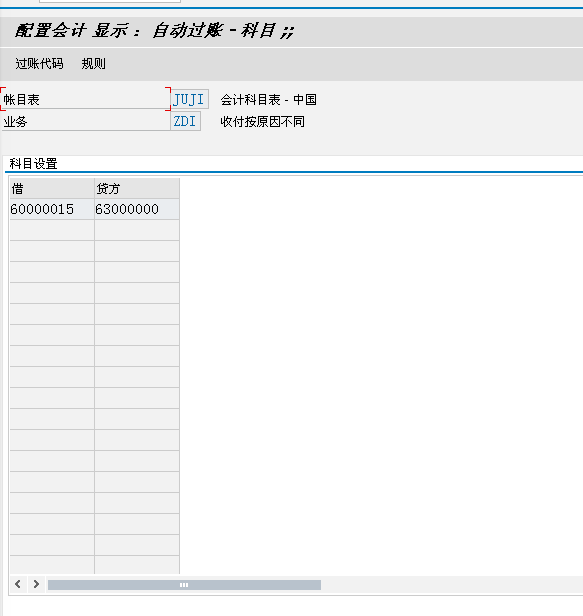 配置会计 显示 : 自动过账 - 科目 ;;
过账代码 规则
帐目表 JUJI 会计科目表 - 中国
业务 ZDI 收付按原因不同
科目设置
借 贷方
60000015 63000000